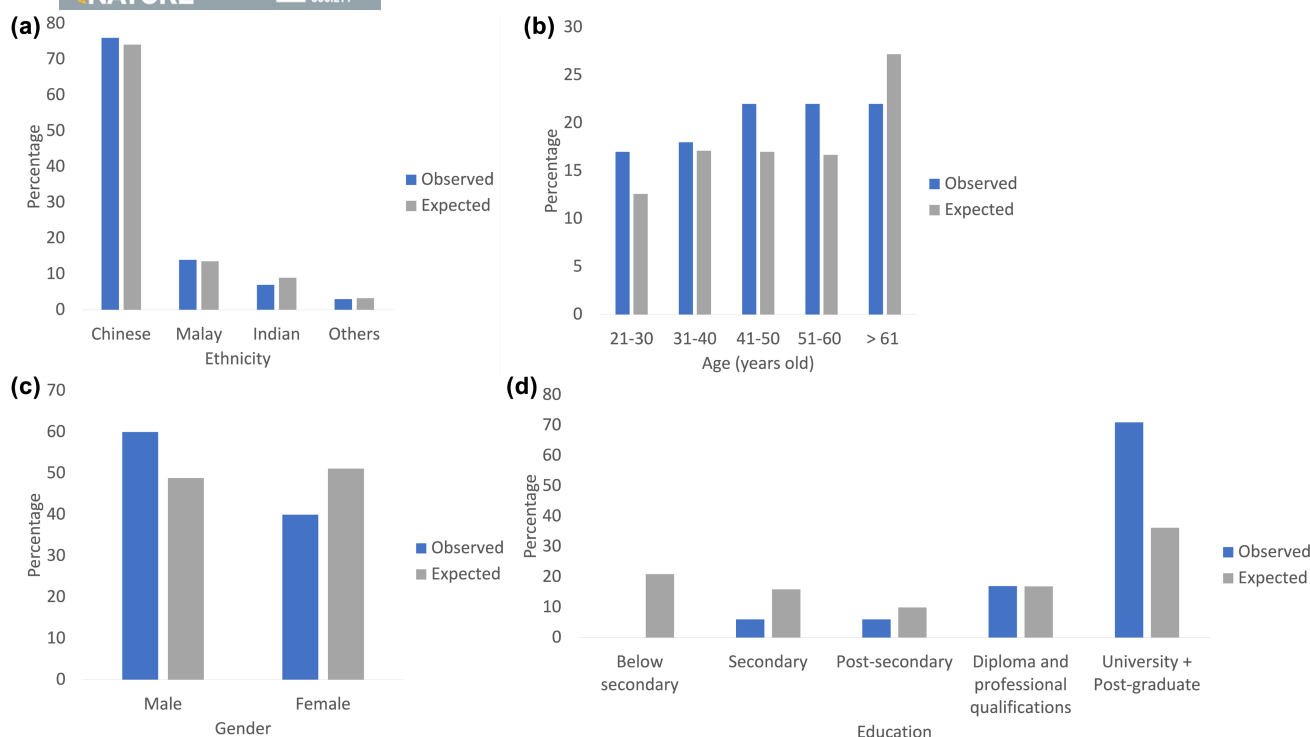 NATURE
(a)
80
70
60
50
40
30
20
10
0
Percentage
Chinese Malay Indian Others
Ethnicity
Observed
Expected
(b)
30
25
20
15
10
5
0
Percentage
21-30 31-40 41-50 51-60 > 61
Age (years old)
Observed
Expected
(c)
70
60
50
40
30
20
10
0
Percentage
Male Female
Gender
Observed
Expected
(d)
80
70
60
50
40
30
20
10
0
Percentage
Below secondary
Secondary
Post-secondary
Diploma and professional qualifications
University + Post-graduate
Education
Observed
Expected